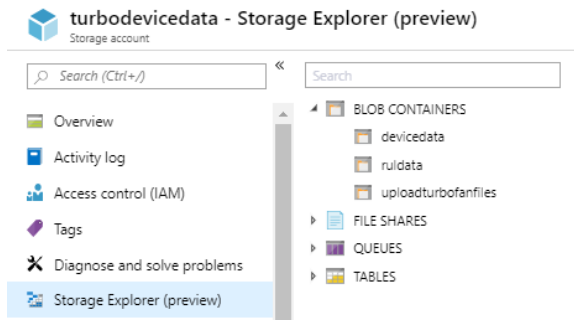 turbodevicedata - Storage Explorer (preview)
Storage account
Search (Ctrl+/)
«
Overview
Activity log
Access control (IAM)
Tags
Diagnose and solve problems
Storage Explorer (preview)
Search
BLOB CONTAINERS
devicedata
ruldata
uploadturbofanfiles
FILE SHARES
QUEUES
TABLES